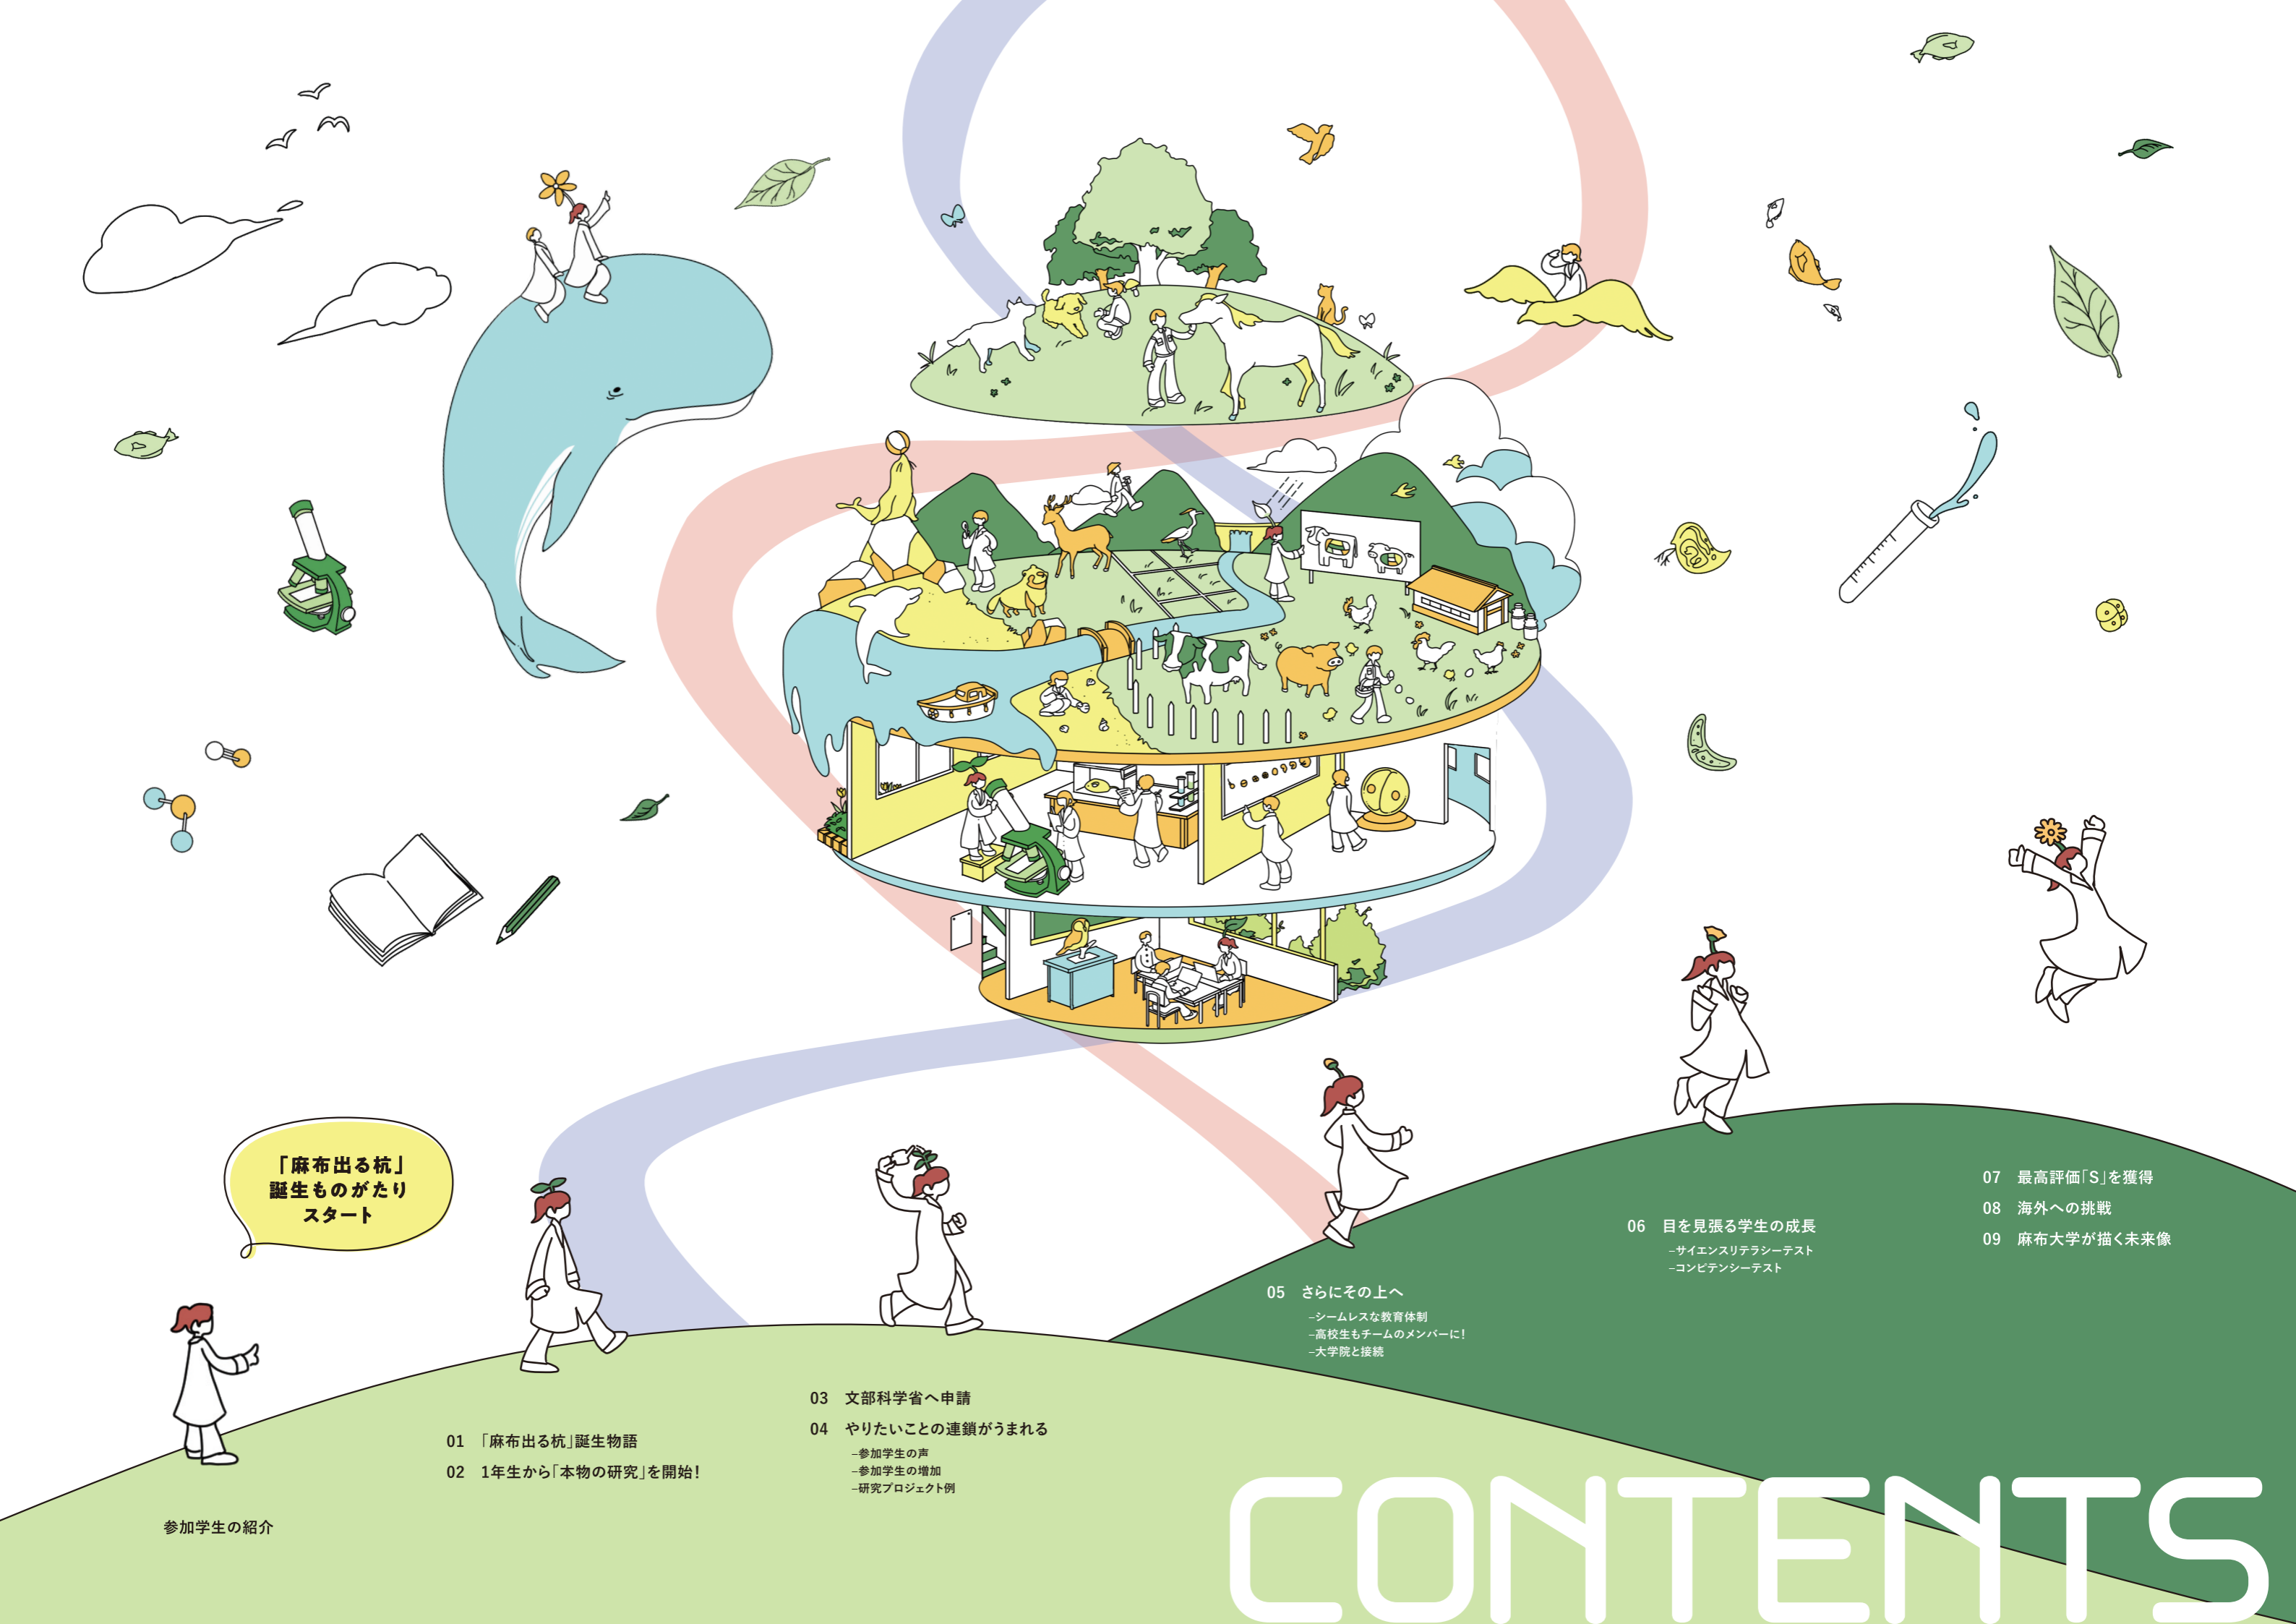 「麻布出る杭」
誕生ものがたり
スタート
参加学生の紹介
01 「麻布出る杭」誕生物語
02 1年生から「本物の研究」を開始!
03 文部科学省へ申請
04 やりたいことの連鎖がうまれる
–参加学生の声
–参加学生の増加
–研究プロジェクト例
05 さらにその上へ
–シームレスな教育体制
–高校生もチームのメンバーに!
–大学院と接続
06 目を見張る学生の成長
–サイエンスリテラシーテスト
–コンピテンシーテスト
07 最高評価「S」を獲得
08 海外への挑戦
09 麻布大学が描く未来像
CONTENTS